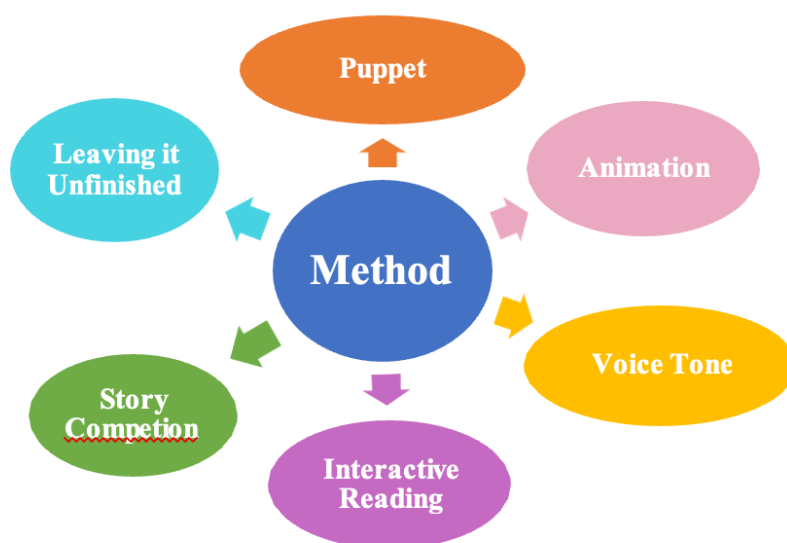 Puppet
Leaving it
Unfinished
Animation
Method
Voice Tone
Story
Competion
Interactive
Reading